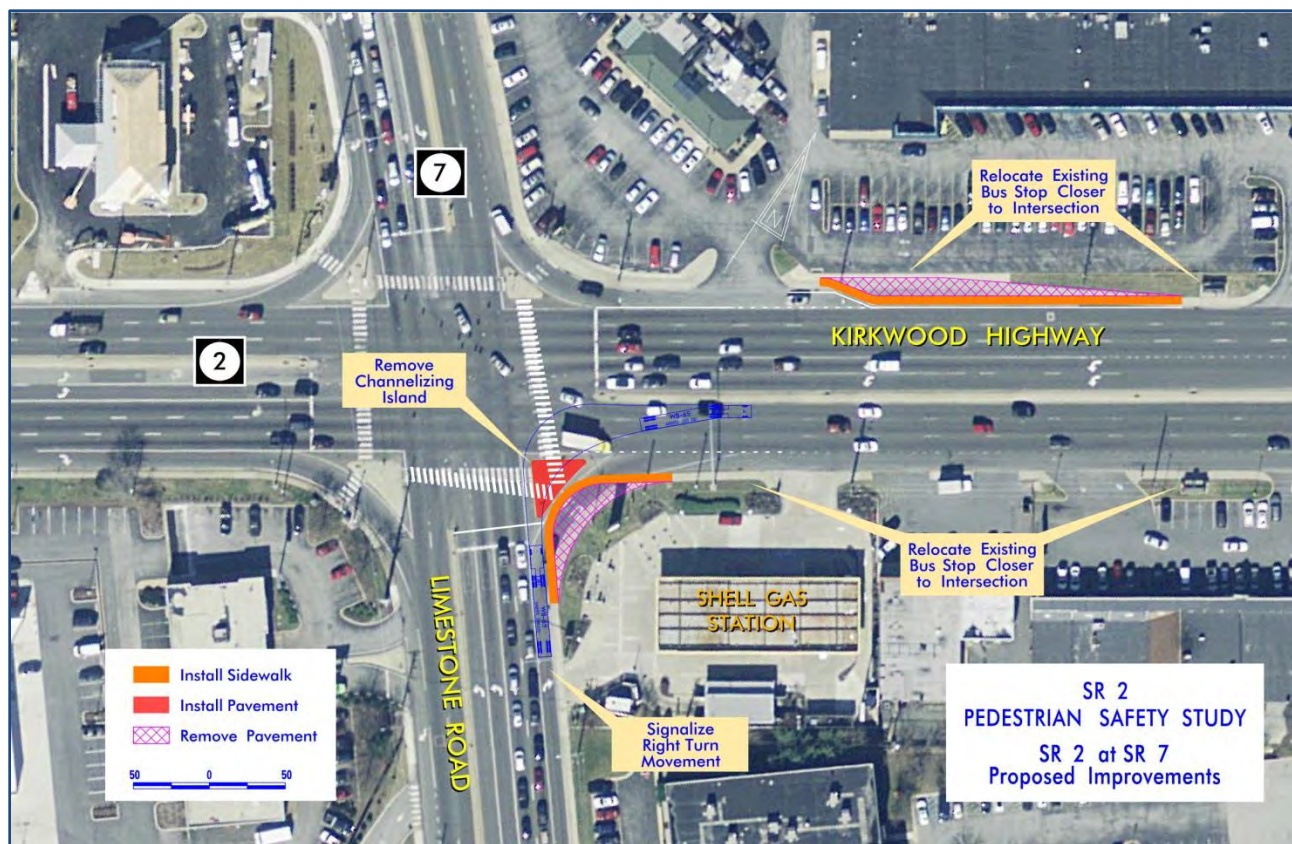 7
Relocate Existing
Bus Stop Closer
to Intersection
KIRKWOOD HIGHWAY
2
Remove
Channelizing
Island
WB-65
LIMESTONE ROAD
SHELL GAS
STATION
Relocate Existing
Bus Stop Closer
to Intersection
Install Sidewalk
Install Pavement
Remove Pavement
50 0 50
Signalize
Right Turn
Movement
SR 2
PEDESTRIAN SAFETY STUDY
SR 2 at SR 7
Proposed Improvements